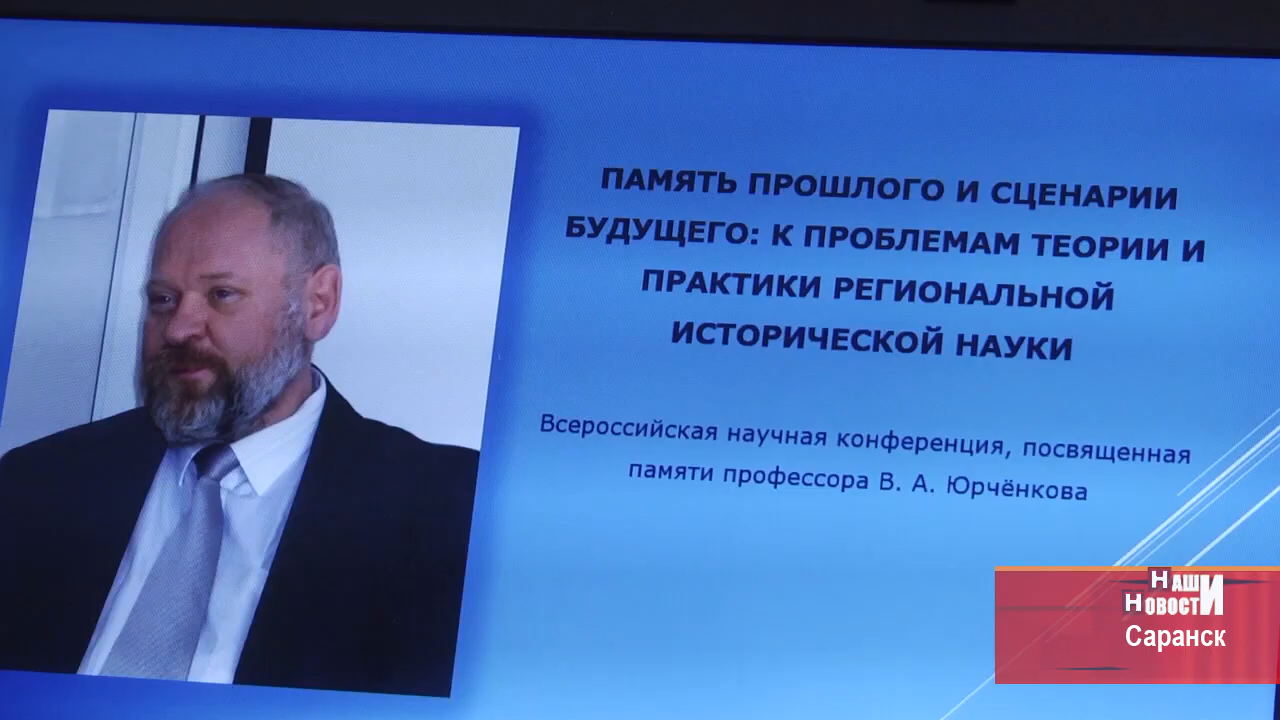 ПАМЯТЬ ПРОШЛОГО И СЦЕНАРИИ
БУДУЩЕГО: К ПРОБЛЕМАМ ТЕОРИИ И
ПРАКТИКИ РЕГИОНАЛЬНОЙ
ИСТОРИЧЕСКОЙ НАУКИ
Всероссийская научная конференция, посвященная
памяти профессора В. А. Юрчёнкова
НАШИ
НОВОСТИ
Саранск